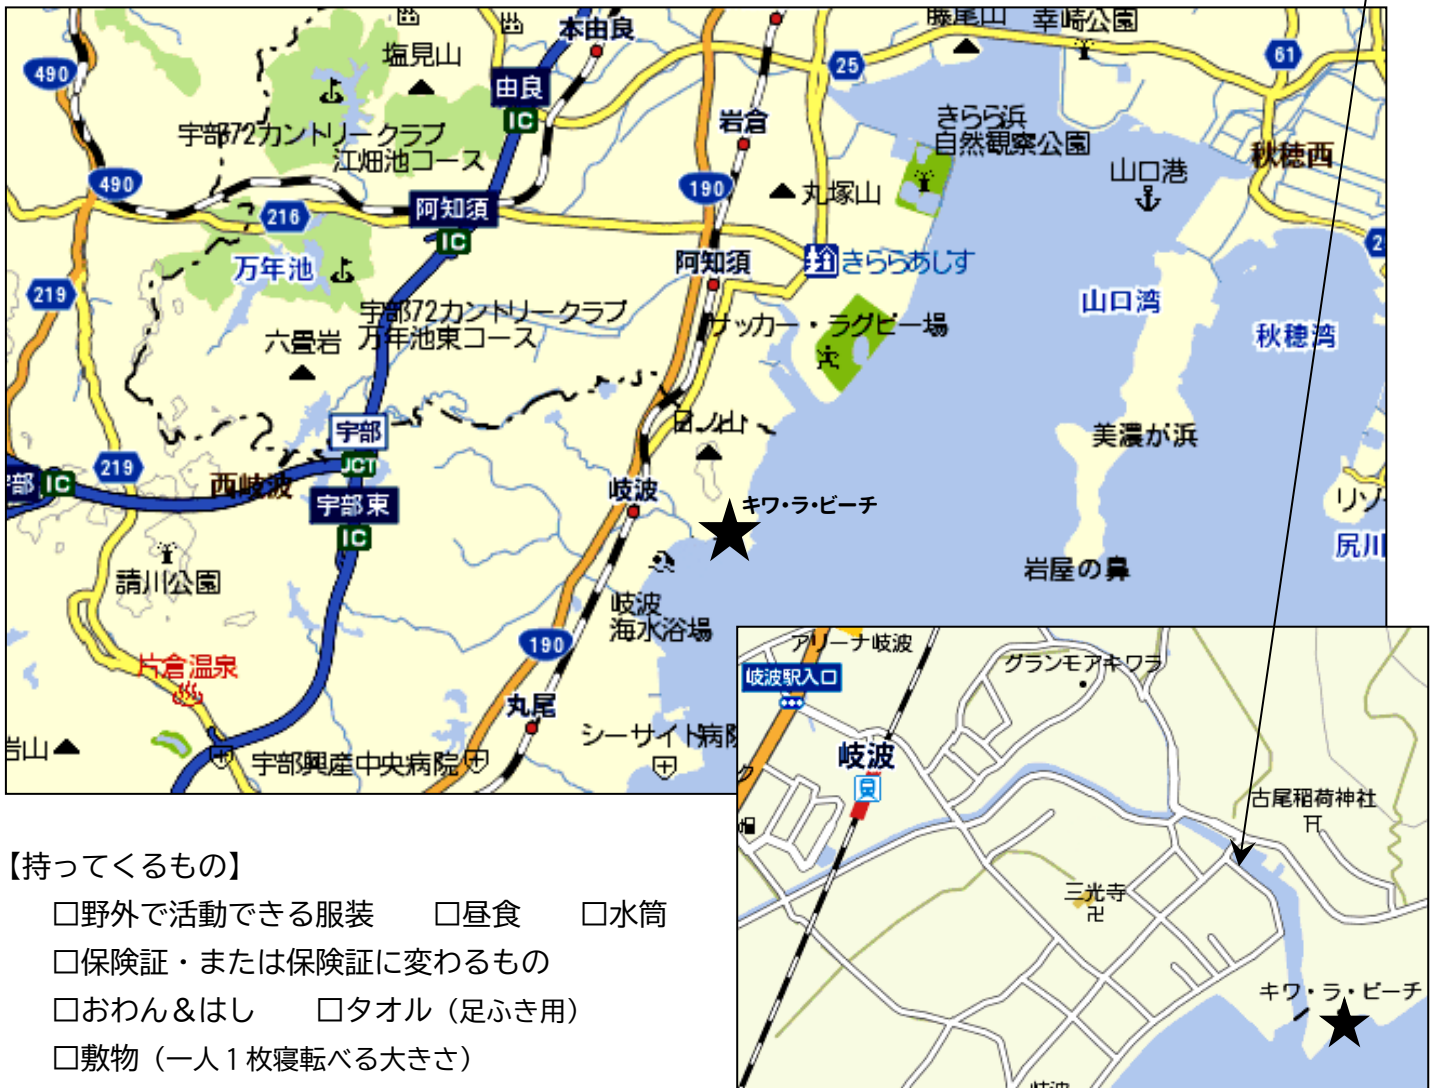 本由良
藤尾山
幸崎公園
塩見山
490
25
61
由良
IC
岩倉
きらら浜
自然観察公園
宇部72カントリークラブ
江畑池コース
秋穂西
山口港
490
190
丸塚山
216
阿知須
IC
万年池
阿知須
きららあじす
219
山口湾
宇部72カントリークラブ
万年池東コース
サッカー・ラグビー場
秋穂湾
六畳岩
宇部
日ノ山
美濃が浜
JCT
219
IC
西岐波
宇部東
岐波
キワ・ラ・ビーチ
リゾ
IC
尻川
岩屋の鼻
請川公園
岐波
海水浴場
190
片倉温泉
丸尾
シーサイド病院
岩山
宇部興産中央病院
アリーナ岐波
グランモアキワラ
岐波駅入口
岐波
古尾稲荷神社
三光寺
キワ・ラ・ビーチ
岐波
【持ってくるもの】
□野外で活動できる服装 □昼食 □水筒
□保険証・または保険証に変わるもの
□おわん&はし □タオル（足ふき用）
□敷物（一人１枚寝転べる大きさ）